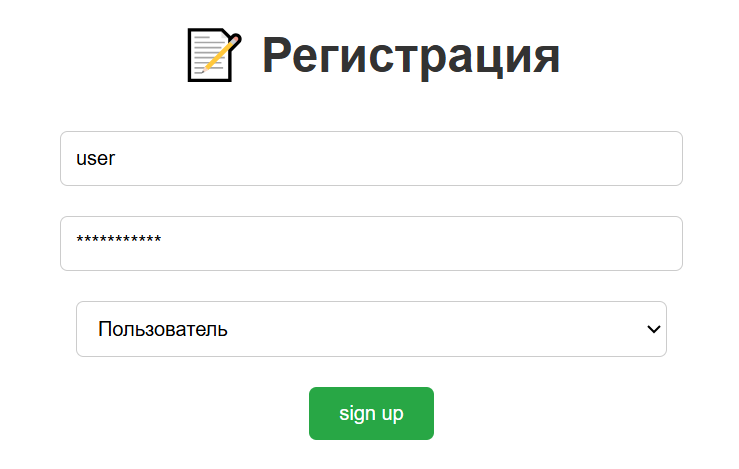 Регистрация
user
***********
Пользователь
sign up